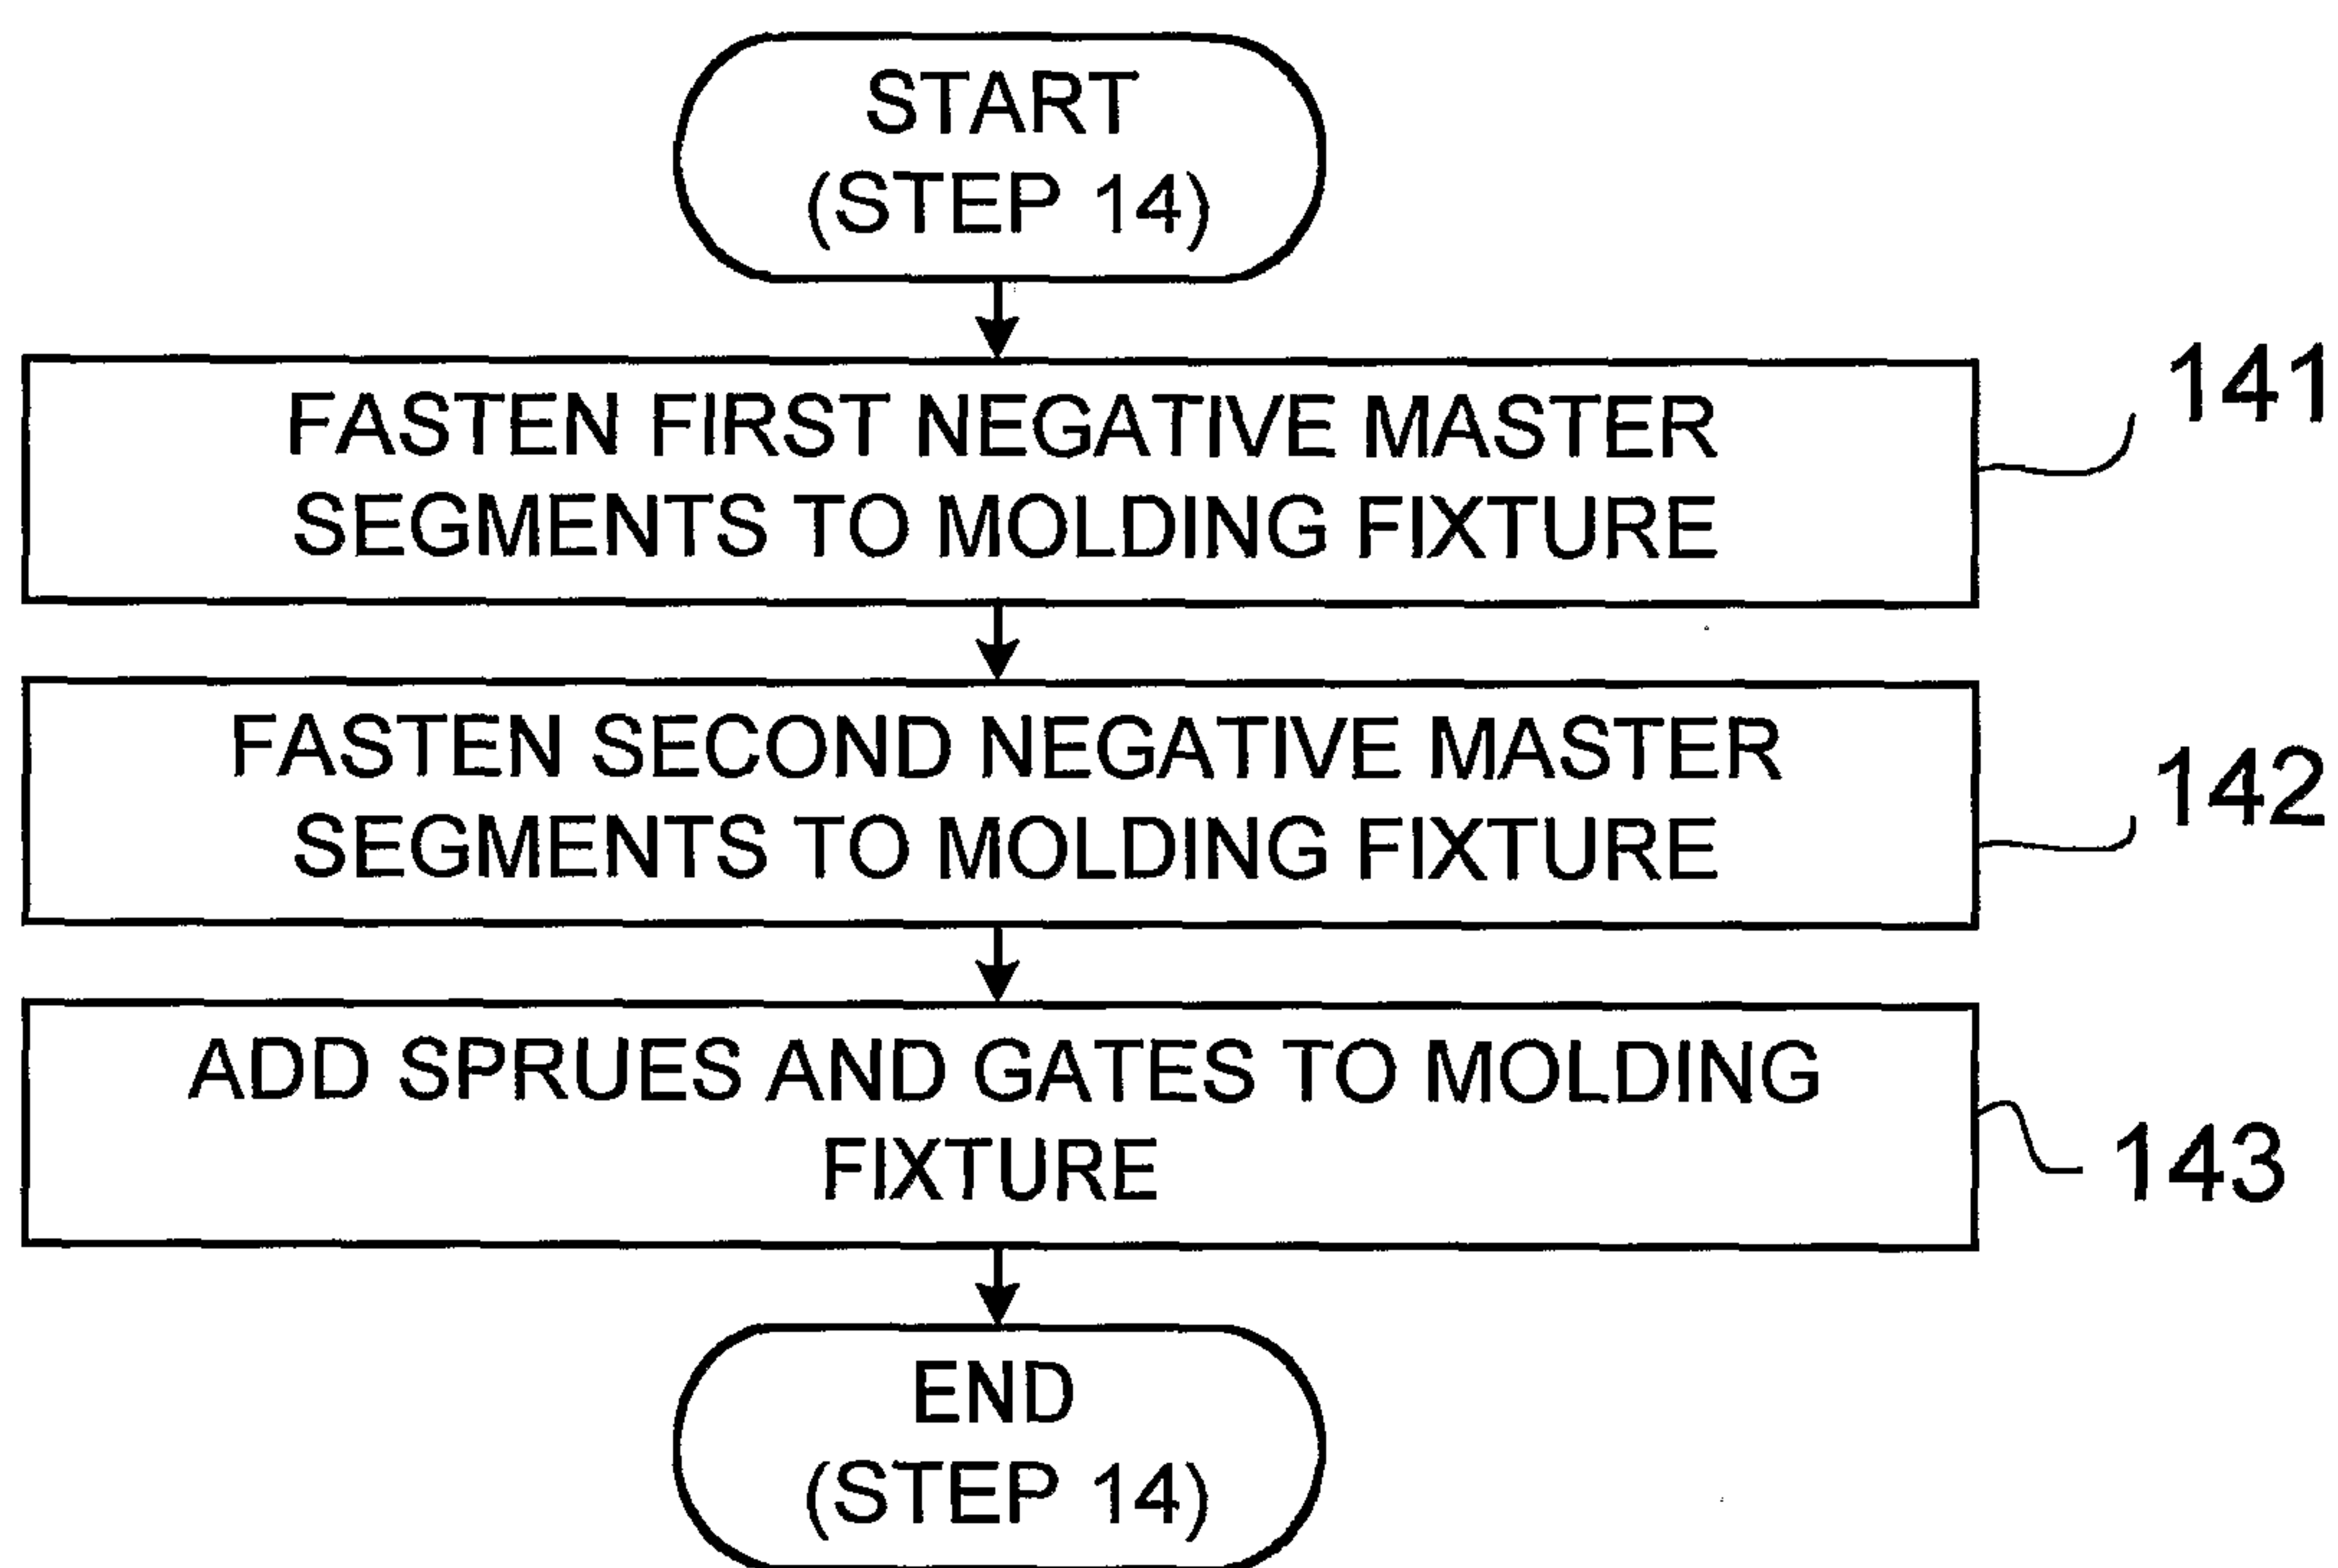 START
(STEP 14)
FASTEN FIRST NEGATIVE MASTER
SEGMENTS TO MOLDING FIXTURE
141
FASTEN SECOND NEGATIVE MASTER
SEGMENTS TO MOLDING FIXTURE
142
ADD SPRUES AND GATES TO MOLDING
FIXTURE
143
END
(STEP 14)